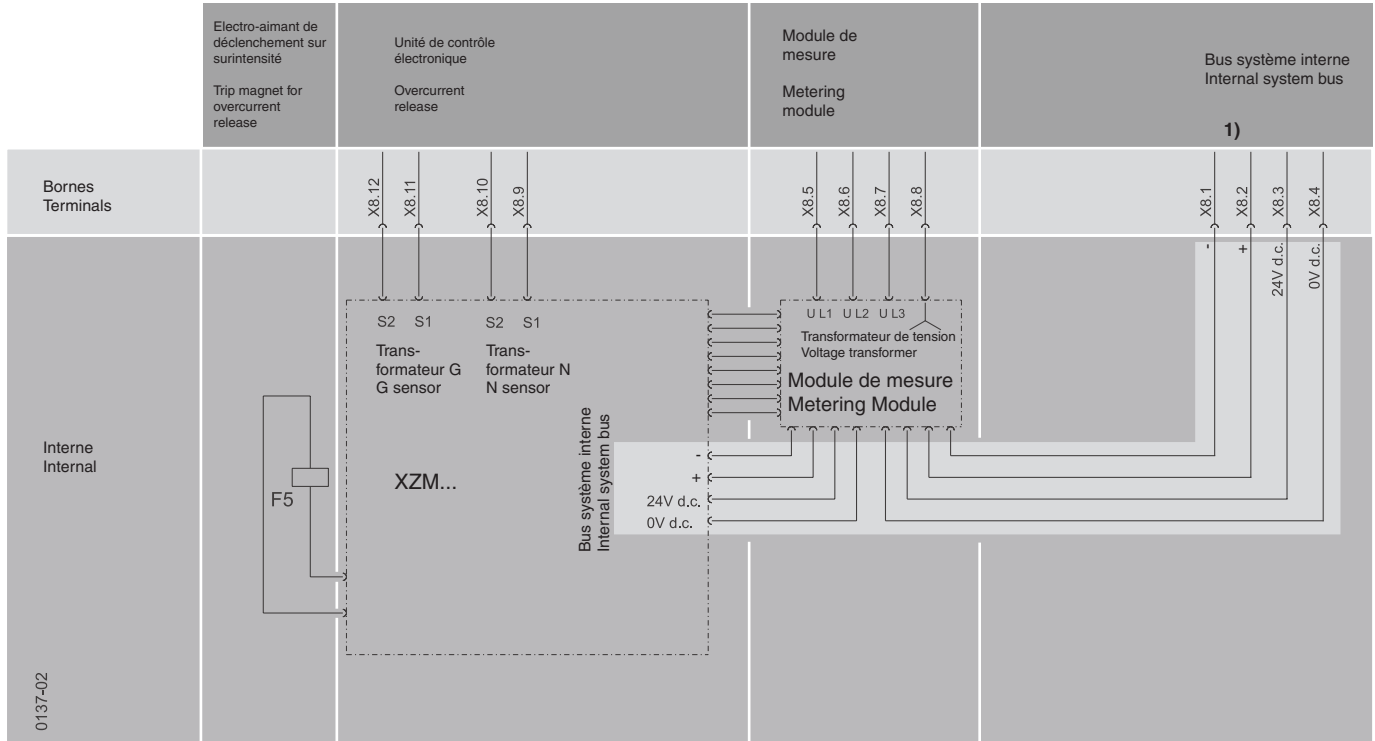 Electro-aimant de
déclenchement sur
surintensité
Trip magnet for
overcurrent
release
Unité de contrôle
électronique
Overcurrent
release
Module de
mesure
Metering
module
Bus système interne
Internal system bus
1)
Bornes
Terminals
X8.12
X8.11
X8.10
X8.9
X8.5
X8.6
X8.7
X8.8
X8.1
X8.2
X8.3
X8.4
-
+
24V d.c.
0V d.c.
S2 S1
S2 S1
Trans-
formateur G
G sensor
Trans-
formateur N
N sensor
U L1 U L2 U L3
Transformateur de tension
Voltage transformer
Module de mesure
Metering Module
Interne
Internal
F5
XZM...
Bus système interne
Internal system bus
-
+
24V d.c.
0V d.c.
0137-02